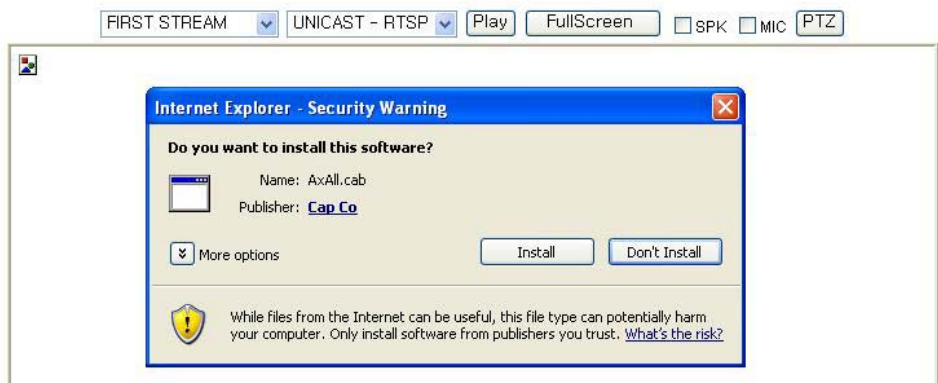 FIRST STREAM UNICAST - RTSP Play FullScreen SPK MIC PTZ
Internet Explorer - Security Warning
Do you want to install this software?
Name: AxAll.cab
Publisher: Cap Co
More options Install Don't Install
While files from the Internet can be useful, this file type can potentially harm
your computer. Only install software from publishers you trust. What's the risk?